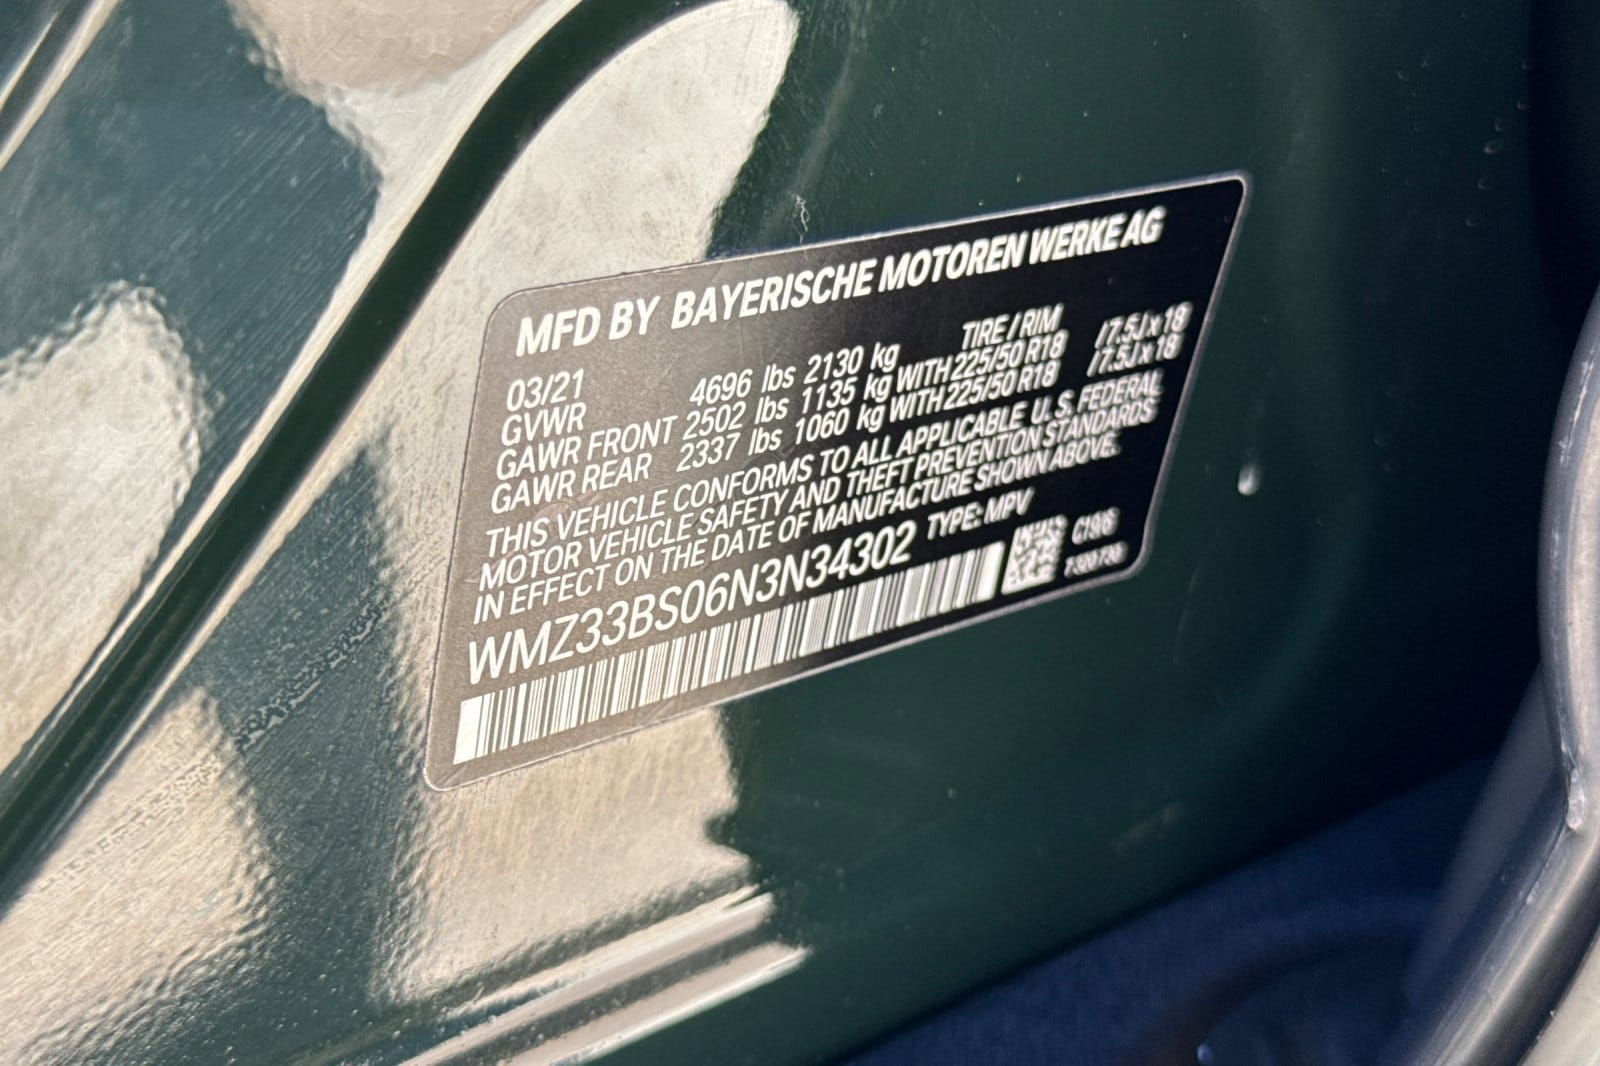 MFD BY BAYERISCHE MOTOREN WERKE AG
03/21 TIRE / RIM
GVWR 4696 lbs 2130 kg
GAWR FRONT 2502 lbs 1135 kg WITH 225/50 R18 /7.5J x 18
GAWR REAR 2337 lbs 1060 kg WITH 225/50 R18 /7.5J x 18
THIS VEHICLE CONFORMS TO ALL APPLICABLE U. S. FEDERAL
MOTOR VEHICLE SAFETY AND THEFT PREVENTION STANDARDS
IN EFFECT ON THE DATE OF MANUFACTURE SHOWN ABOVE.
WMZ33BS06N3N34302 TYPE: MPV